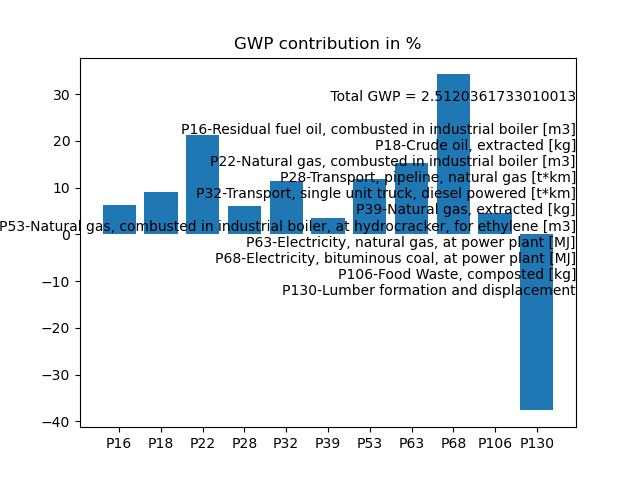 GWP contribution in %
Total GWP = 2.5120361733010013
P16-Residual fuel oil, combusted in industrial boiler [m3]
P18-Crude oil, extracted [kg]
P22-Natural gas, combusted in industrial boiler [m3]
P28-Transport, pipeline, natural gas [t*km]
P32-Transport, single unit truck, diesel powered [t*km]
P39-Natural gas, extracted [kg]
P53-Natural gas, combusted in industrial boiler, at hydrocracker, for ethylene [m3]
P63-Electricity, natural gas, at power plant [MJ]
P68-Electricity, bituminous coal, at power plant [MJ]
P106-Food Waste, composted [kg]
P130-Lumber formation and displacement
30
20
10
0
−10
−20
−30
−40
P16 P18 P22 P28 P32 P39 P53 P63 P68 P106 P130